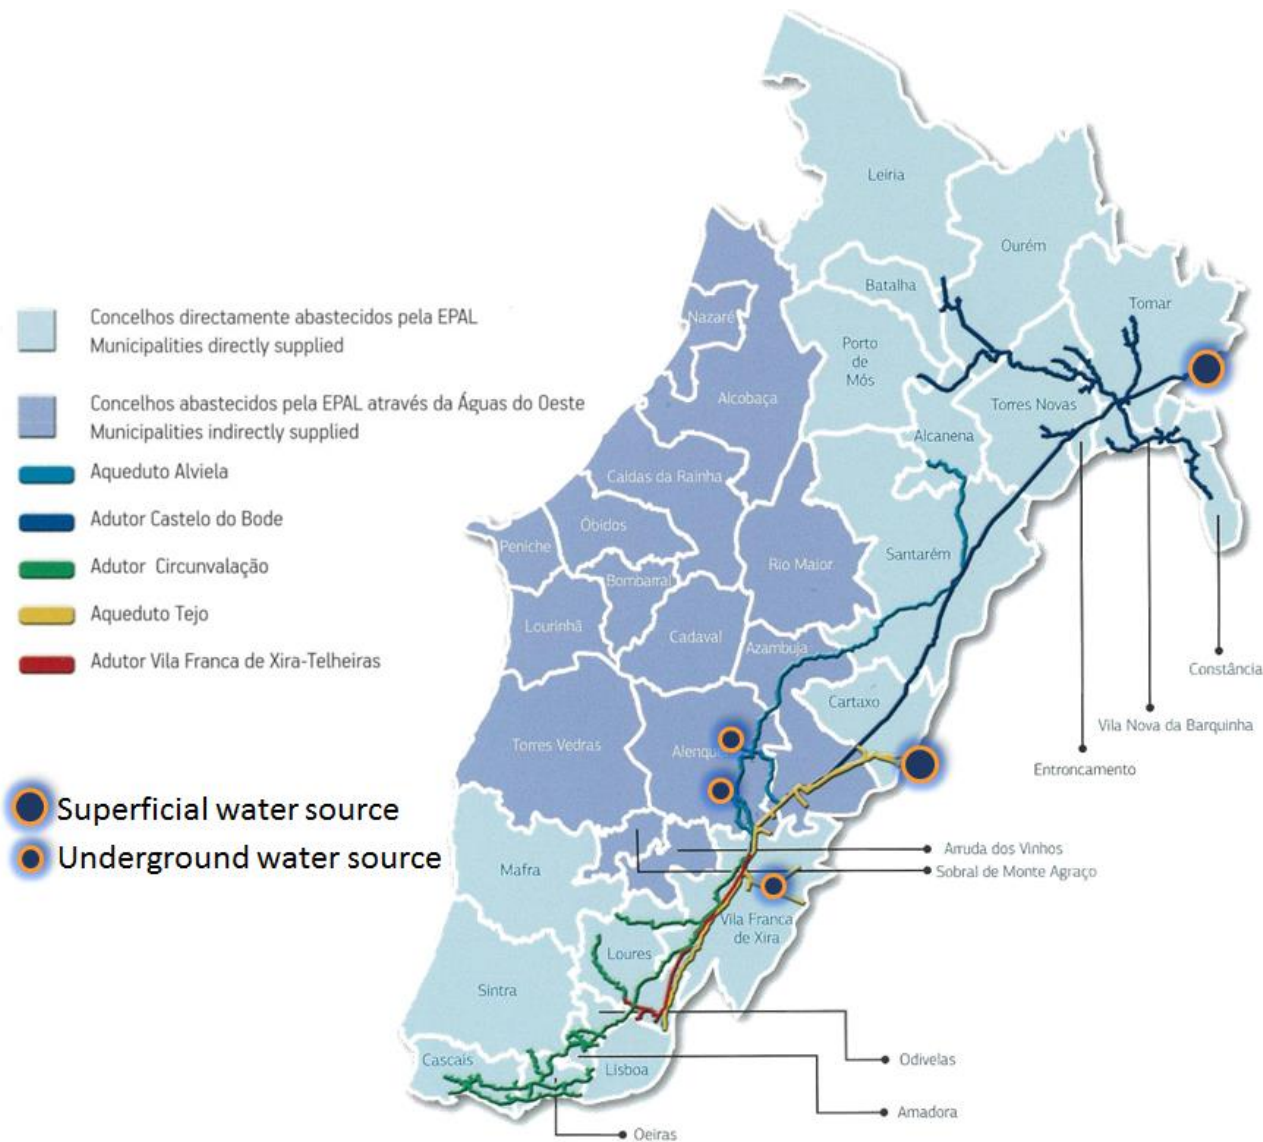 Concelhos directamente abastecidos pela EPAL
Municipalities directly supplied
Concelhos abastecidos pela EPAL através da Águas do Oeste
Municipalities indirectly supplied
Aqueduto Alviela
Adutor Castelo do Bode
Adutor Circunvalação
Aqueduto Tejo
Adutor Vila Franca de Xira-Telheiras
Superficial water source
Underground water source
Leiria
Ourém
Batalha
Tomar
Nazaré
Porto
de
Mós
Alcobaça
Torres Novas
Alcanena
Caldas da Rainha
Óbidos
Peniche
Santarém
Rio Maior
Bombarral
Lourinhã
Cadaval
Azambuja
Constância
Cartaxo
Vila Nova da Barquinha
Torres Vedras
Alenqu
Entroncamento
Arruda dos Vinhos
Sobral de Monte Agraço
Mafra
Vila Franca
de Xira
Loures
Sintra
Cascais
Lisboa
Odivelas
Amadora
Oeiras